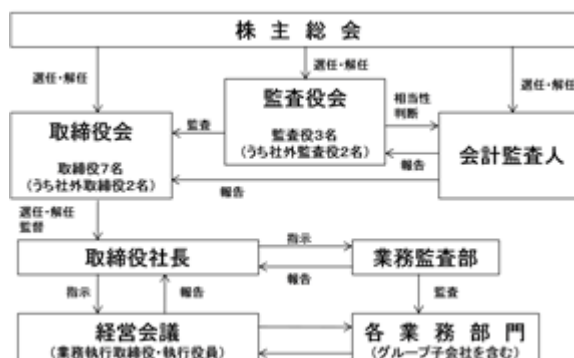 株主総会
選任・解任
選任・解任
選任・解任
監査役会
監査役3名
(うち社外監査役2名)
相当性
判断
取締役会
取締役7名
(うち社外取締役2名)
監査
会計監査人
報告
報告
選任・解任
監督
取締役社長
指示
報告
業務監査部
指示
報告
監査
経営会議
(業務執行取締役・執行役員)
各業務部門
(グループ子会社を含む)